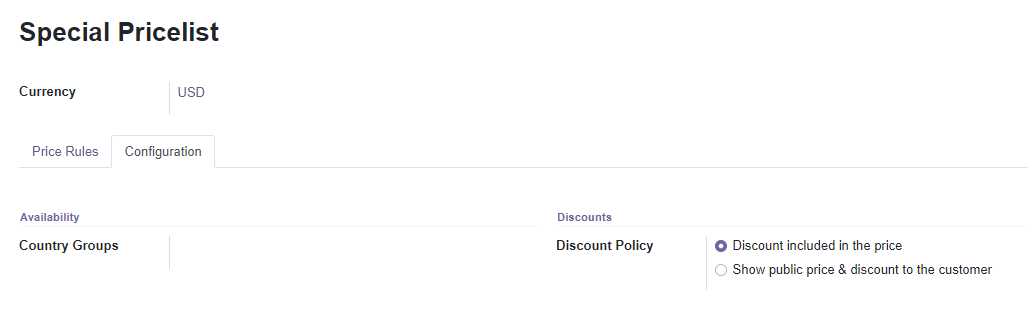 Special Pricelist
Currency USD
Price Rules Configuration
Availability Discounts
Country Groups Discount Policy Discount included in the price
Show public price & discount to the customer